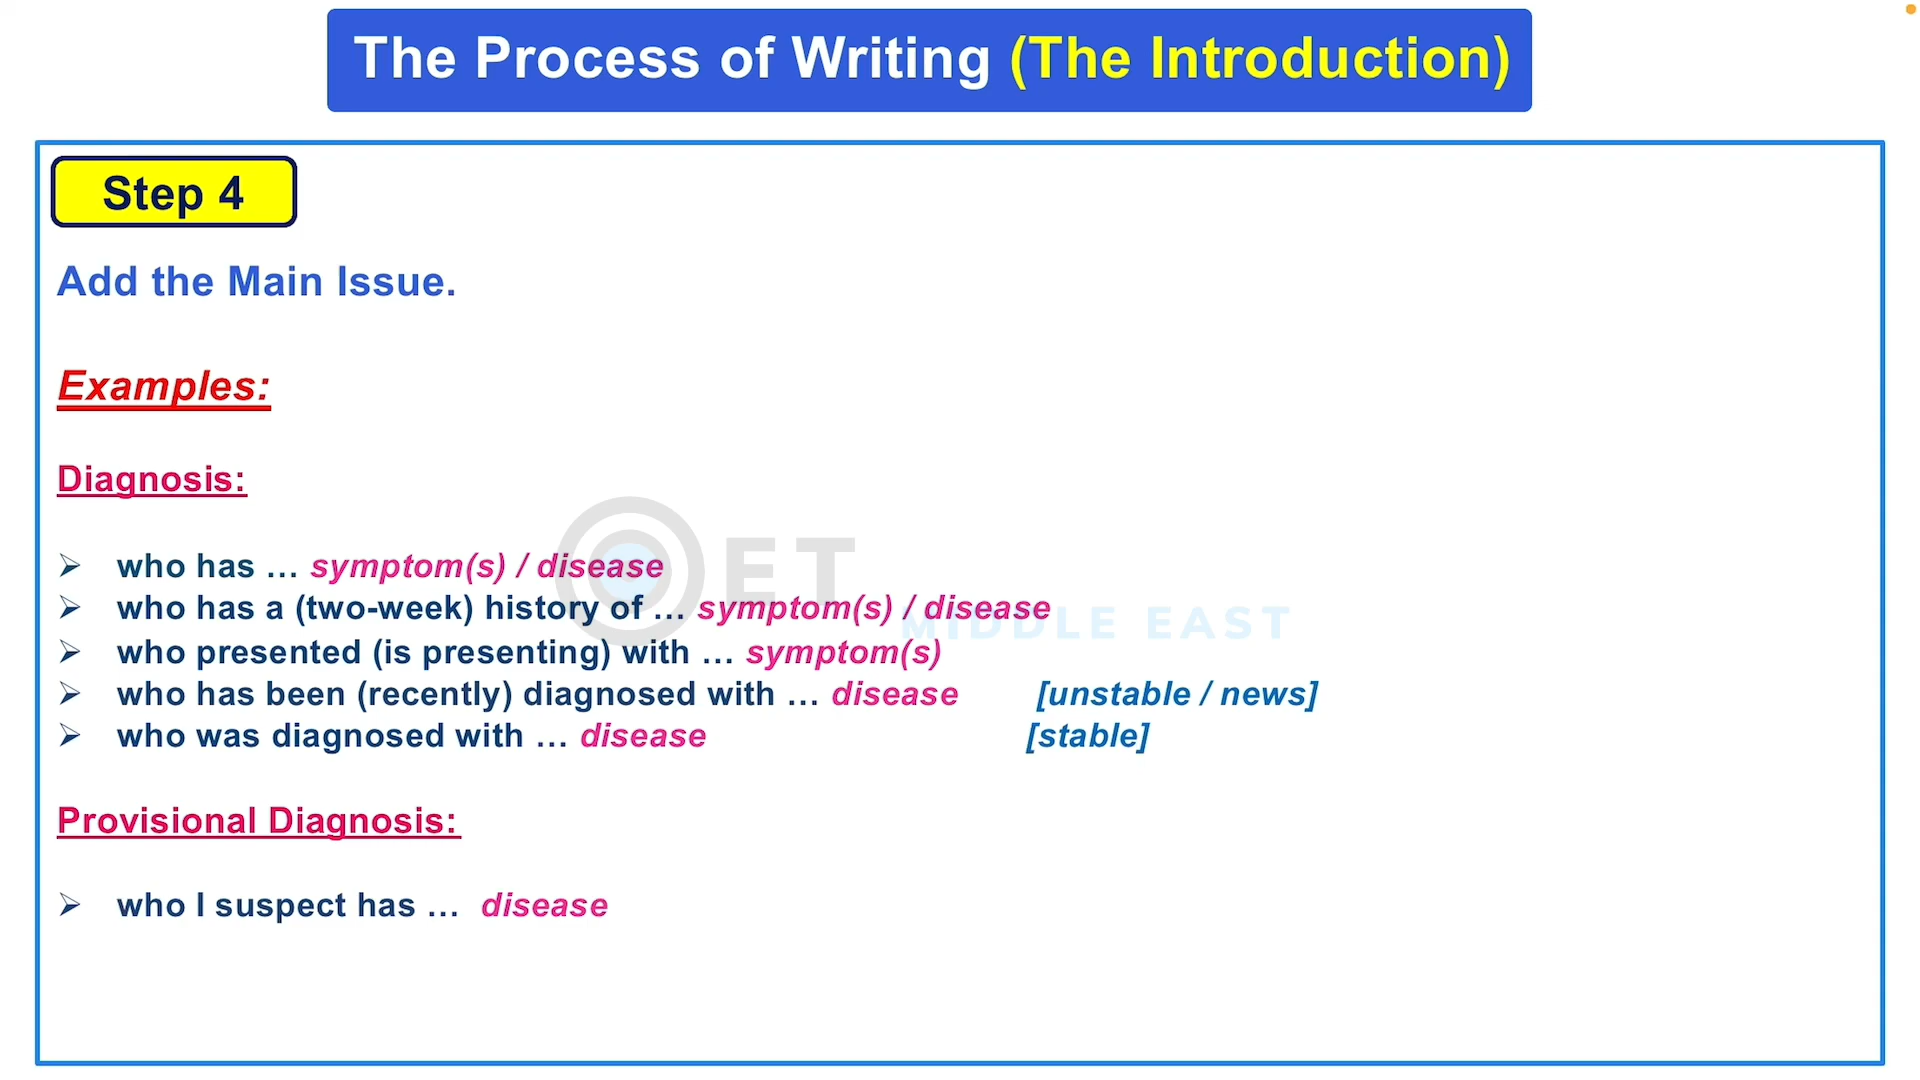 The Process of Writing (The Introduction)
Step 4
Add the Main Issue.
Examples:
Diagnosis:
➢ who has … symptom(s) / disease
➢ who has a (two-week) history of … symptom(s) / disease
➢ who presented (is presenting) with … symptom(s)
➢ who has been (recently) diagnosed with … disease [unstable / news]
➢ who was diagnosed with … disease [stable]
Provisional Diagnosis:
➢ who I suspect has … disease
OET
MIDDLE EAST